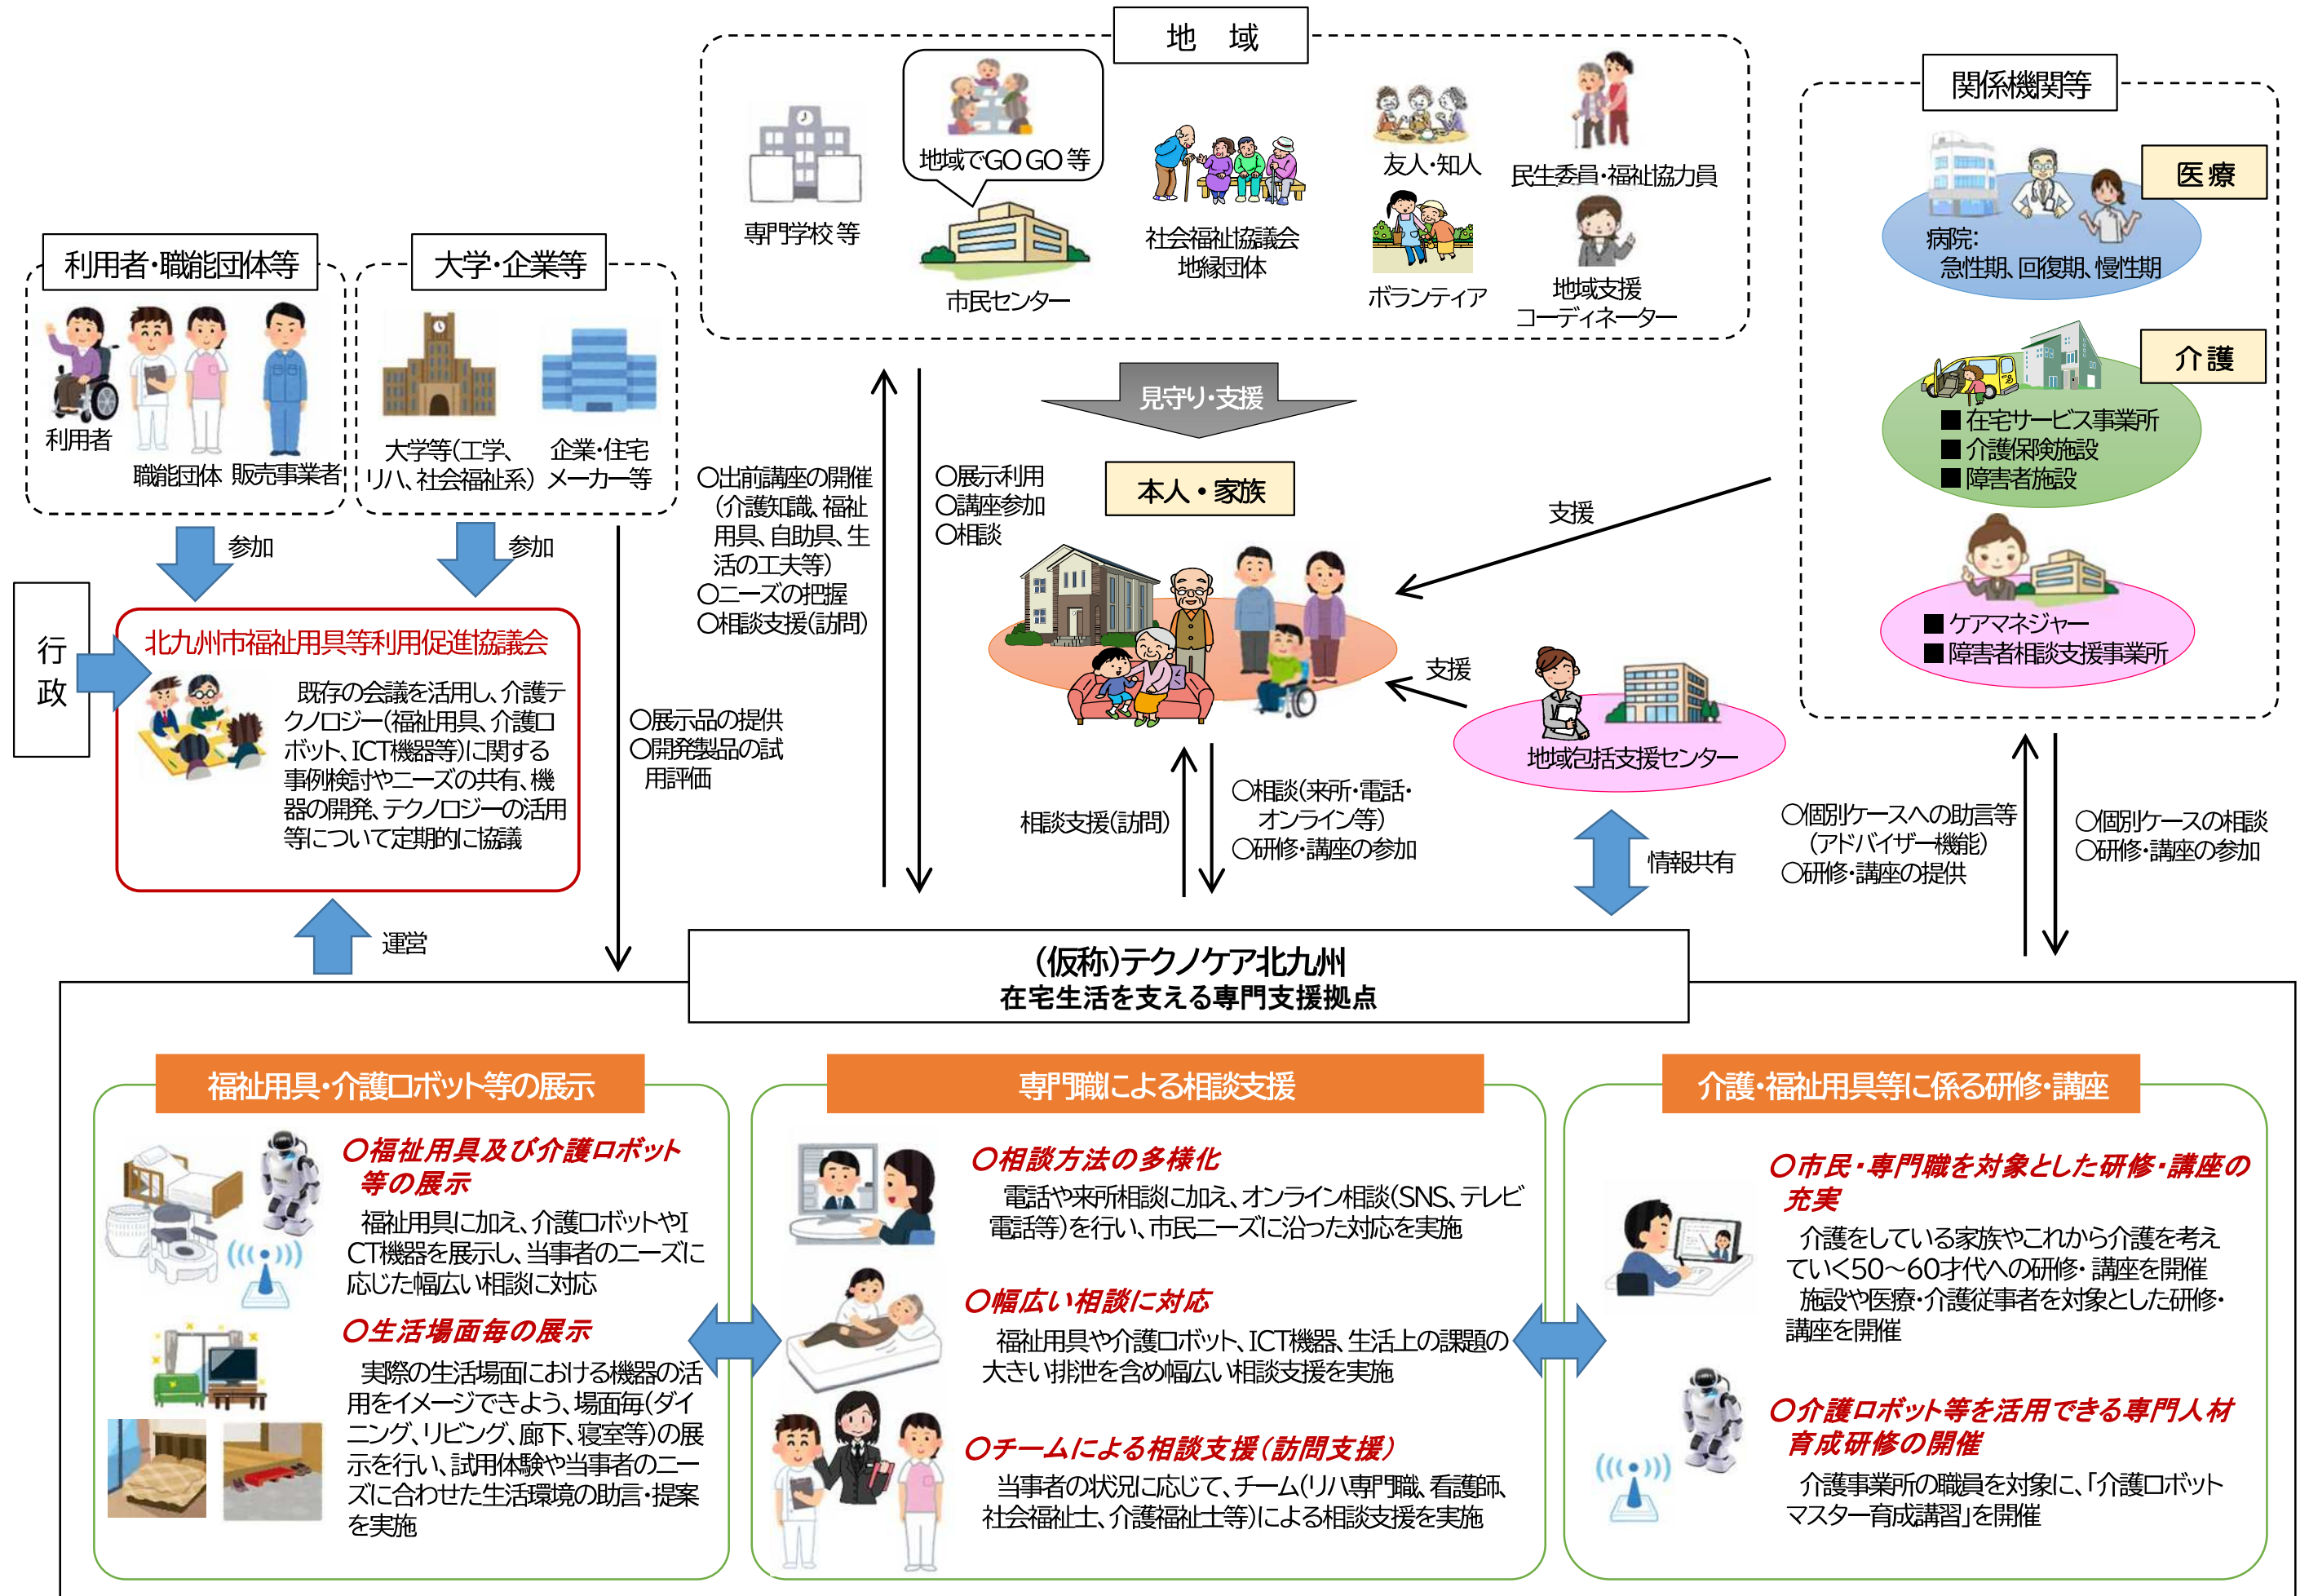 地　域
地域でGO GO 等
専門学校 等
市民センター
社会福祉協議会
地縁団体
友人・知人
ボランティア
民生委員・福祉協力員
地域支援
コーディネーター
関係機関等
医療
病院：
急性期、回復期、慢性期
介護
■ 在宅サービス事業所
■ 介護保険施設
■ 障害者施設
■ ケアマネジャー
■ 障害者相談支援事業所
利用者・職能団体等
利用者
職能団体
販売事業者
大学・企業等
大学等（工学、
リハ、社会福祉系）
企業・住宅
メーカー等
参加
参加
行政
北九州市福祉用具等利用促進協議会
既存の会議を活用し、介護テ
クノロジー（福祉用具、介護ロ
ボット、ICT機器等）に関する
事例検討やニーズの共有、機
器の開発、テクノロジーの活用
等について定期的に協議
運営
○展示品の提供
○開発製品の試
用評価
○出前講座の開催
（介護知識、福祉
用具、自助具、生
活の工夫等）
○ニーズの把握
○相談支援（訪問）
○展示利用
○講座参加
○相談
見守り・支援
本人・家族
支援
支援
地域包括支援センター
相談支援（訪問）
○相談（来所・電話・
オンライン等）
○研修・講座の参加
情報共有
○個別ケースへの助言等
（アドバイザー機能）
○研修・講座の提供
○個別ケースの相談
○研修・講座の参加
（仮称）テクノケア北九州
在宅生活を支える専門支援拠点
福祉用具・介護ロボット等の展示
○福祉用具及び介護ロボット
等の展示
福祉用具に加え、介護ロボットやI
CT機器を展示し、当事者のニーズに
応じた幅広い相談に対応
○生活場面毎の展示
実際の生活場面における機器の活
用をイメージできよう、場面毎（ダイ
ニング、リビング、廊下、寝室等）の展
示を行い、試用体験や当事者のニー
ズに合わせた生活環境の助言・提案
を実施
専門職による相談支援
○相談方法の多様化
電話や来所相談に加え、オンライン相談（SNS、テレビ
電話等）を行い、市民ニーズに沿った対応を実施
○幅広い相談に対応
福祉用具や介護ロボット、ICT機器、生活上の課題の
大きい排泄を含め幅広い相談支援を実施
○チームによる相談支援（訪問支援）
当事者の状況に応じて、チーム（リハ専門職、看護師、
社会福祉士、介護福祉士等）による相談支援を実施
介護・福祉用具等に係る研修・講座
○市民・専門職を対象とした研修・講座の
充実
介護をしている家族やこれから介護を考え
ていく50～60才代への研修・講座を開催
施設や医療・介護従事者を対象とした研修・
講座を開催
○介護ロボット等を活用できる専門人材
育成研修の開催
介護事業所の職員を対象に、「介護ロボット
マスター育成講習」を開催